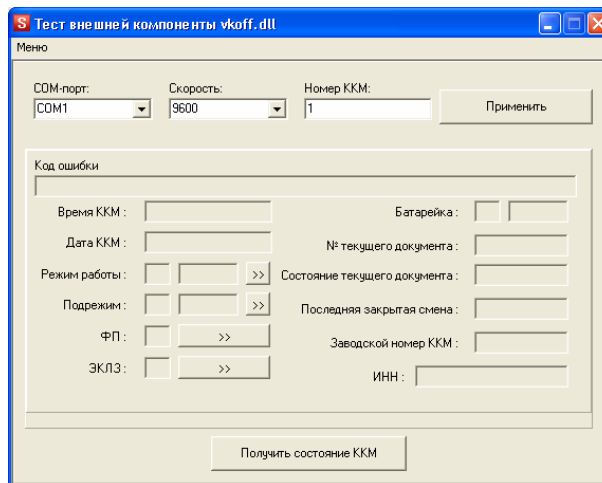 S Тест внешней компоненты vkoff.dll
Меню
COM-порт: Скорость: Номер ККМ:
COM1 9600 1 Применить
Код ошибки
Время ККМ : Батарейка :
Дата ККМ : № текущего документа :
Режим работы : >> Состояние текущего документа :
Подрежим : >> Последняя закрытая смена :
ФП : >> Заводской номер ККМ :
ЭКЛЗ : >> ИНН :
Получить состояние ККМ